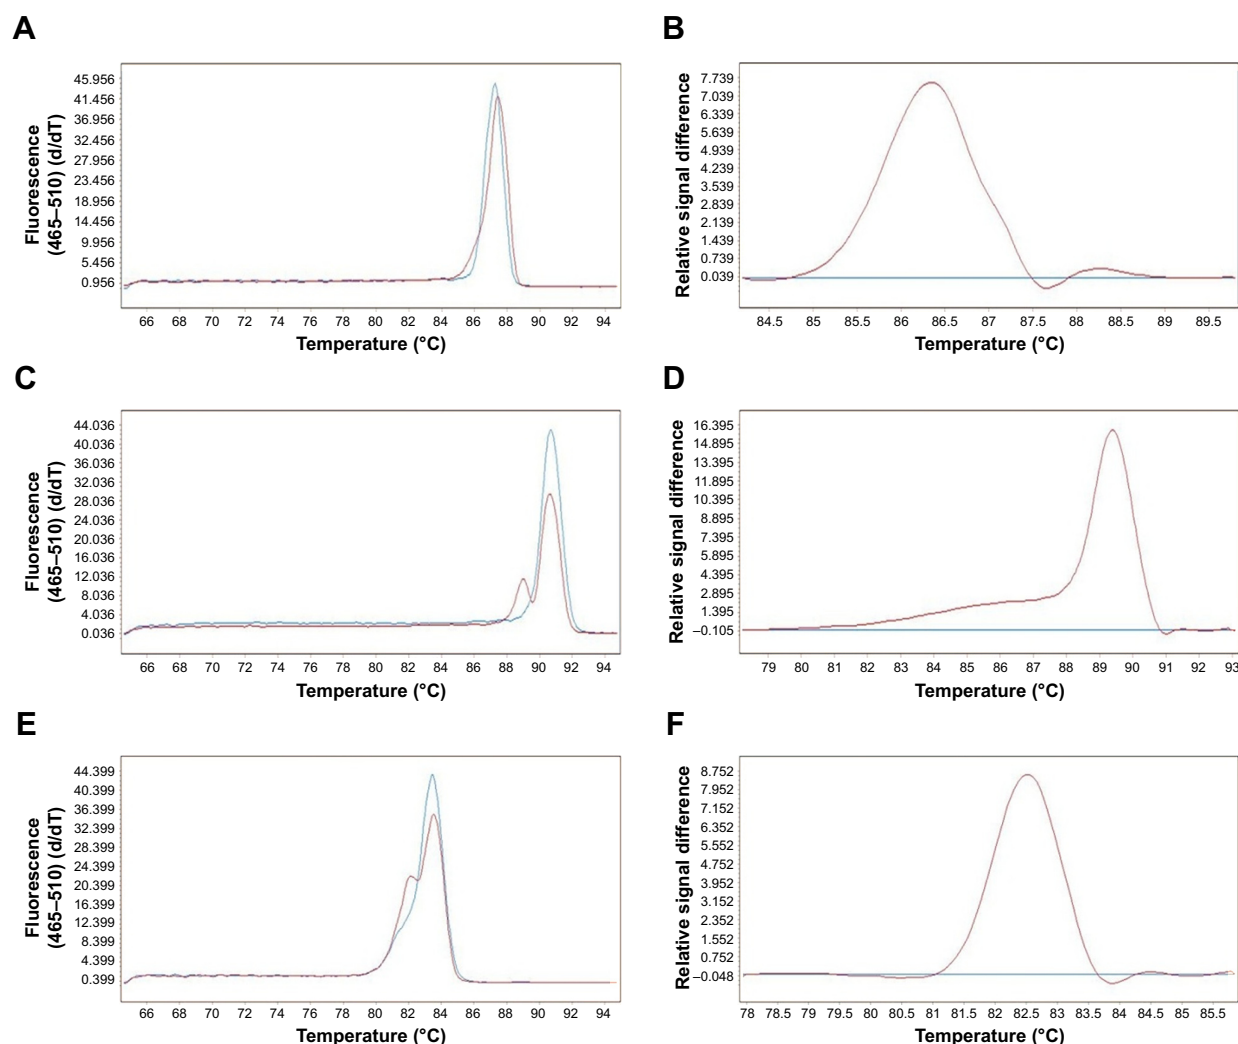 A
Fluorescence
(465–510) (d/dT)
45.956
41.456
36.956
32.456
27.956
23.456
18.956
14.456
9.956
5.456
0.956
66 68 70 72 74 76 78 80 82 84 86 88 90 92 94
Temperature (°C)
B
Relative signal difference
7.739
7.039
6.339
5.639
4.939
4.239
3.539
2.839
2.139
1.439
0.739
0.039
84.5 85 85.5 86 86.5 87 87.5 88 88.5 89 89.5
Temperature (°C)
C
Fluorescence
(465–510) (d/dT)
44.036
40.036
36.036
32.036
28.036
24.036
20.036
16.036
12.036
8.036
4.036
0.036
66 68 70 72 74 76 78 80 82 84 86 88 90 92 94
Temperature (°C)
D
Relative signal difference
16.395
14.895
13.395
11.895
10.395
8.895
7.395
5.895
4.395
2.895
1.395
–0.105
79 80 81 82 83 84 85 86 87 88 89 90 91 92 93
Temperature (°C)
E
Fluorescence
(465–510) (d/dT)
44.399
40.399
36.399
32.399
28.399
24.399
20.399
16.399
12.399
8.399
4.399
0.399
66 68 70 72 74 76 78 80 82 84 86 88 90 92 94
Temperature (°C)
F
Relative signal difference
8.752
7.952
7.152
6.352
5.552
4.752
3.952
3.152
2.352
1.552
0.752
–0.048
78 78.5 79 79.5 80 80.5 81 81.5 82 82.5 83 83.5 84 84.5 85 85.5
Temperature (°C)